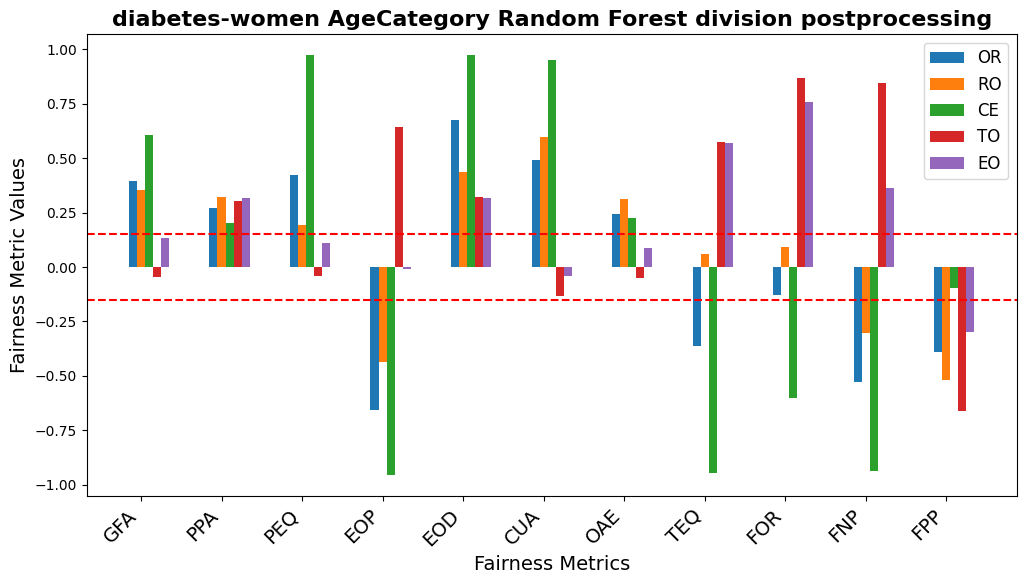 diabetes-women AgeCategory Random Forest division postprocessing
Fairness Metric Values
1.00
0.75
0.50
0.25
0.00
−0.25
−0.50
−0.75
−1.00
OR
RO
CE
TO
EO
GFA
PPA
PEQ
EOP
EOD
CUA
OAE
TEQ
FOR
FNP
FPP
Fairness Metrics